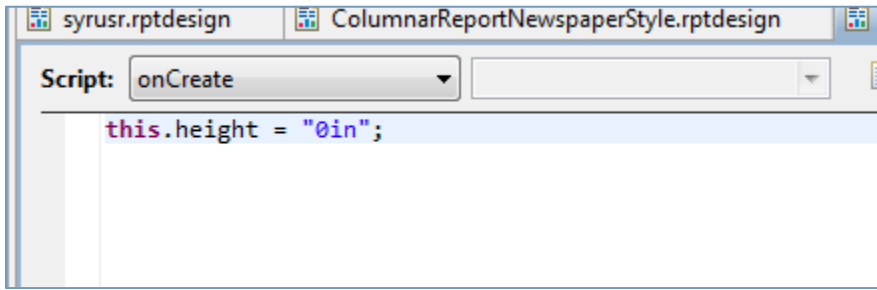 syrusr.rptdesign ColumnarReportNewspaperStyle.rptdesign
Script: onCreate
this.height = "0in";